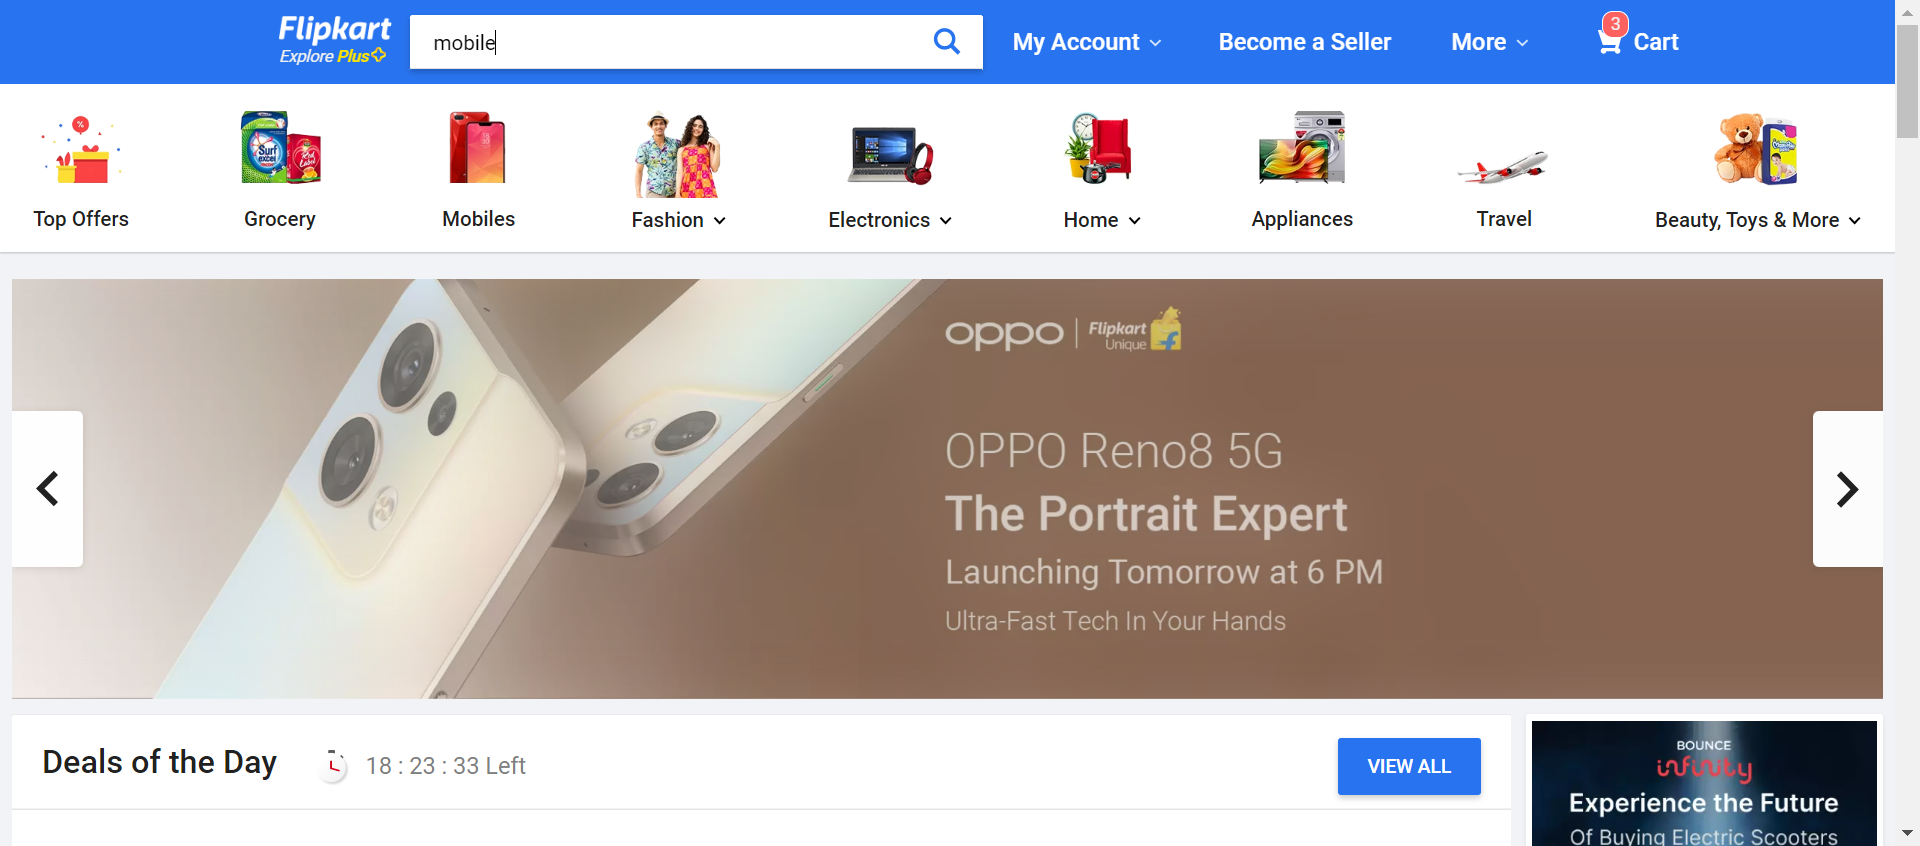 Flipkart
Explore Plus
mobile
My Account
Become a Seller
More
3
Cart
Top Offers
Grocery
Mobiles
Fashion
Electronics
Home
Appliances
Travel
Beauty, Toys & More
%
Surf
excel
oppo
Flipkart
Unique
OPPO Reno8 5G
The Portrait Expert
Launching Tomorrow at 6 PM
Ultra-Fast Tech In Your Hands
Deals of the Day
18 : 23 : 33 Left
VIEW ALL
BOUNCE
infinity
Experience the Future
Of Buying Electric Scooters